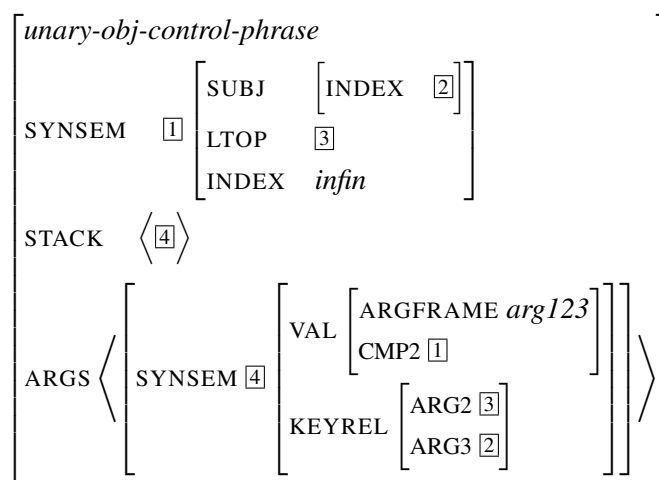 unary-obj-control-phrase
SUBJ [INDEX 2]
SYNSEM 1 LTOP 3
INDEX infin
STACK ⟨4⟩
ARGS ⟨ SYNSEM 4 VAL ARGFRAME arg123
CMP2 1
KEYREL ARG2 3
ARG3 2 ⟩